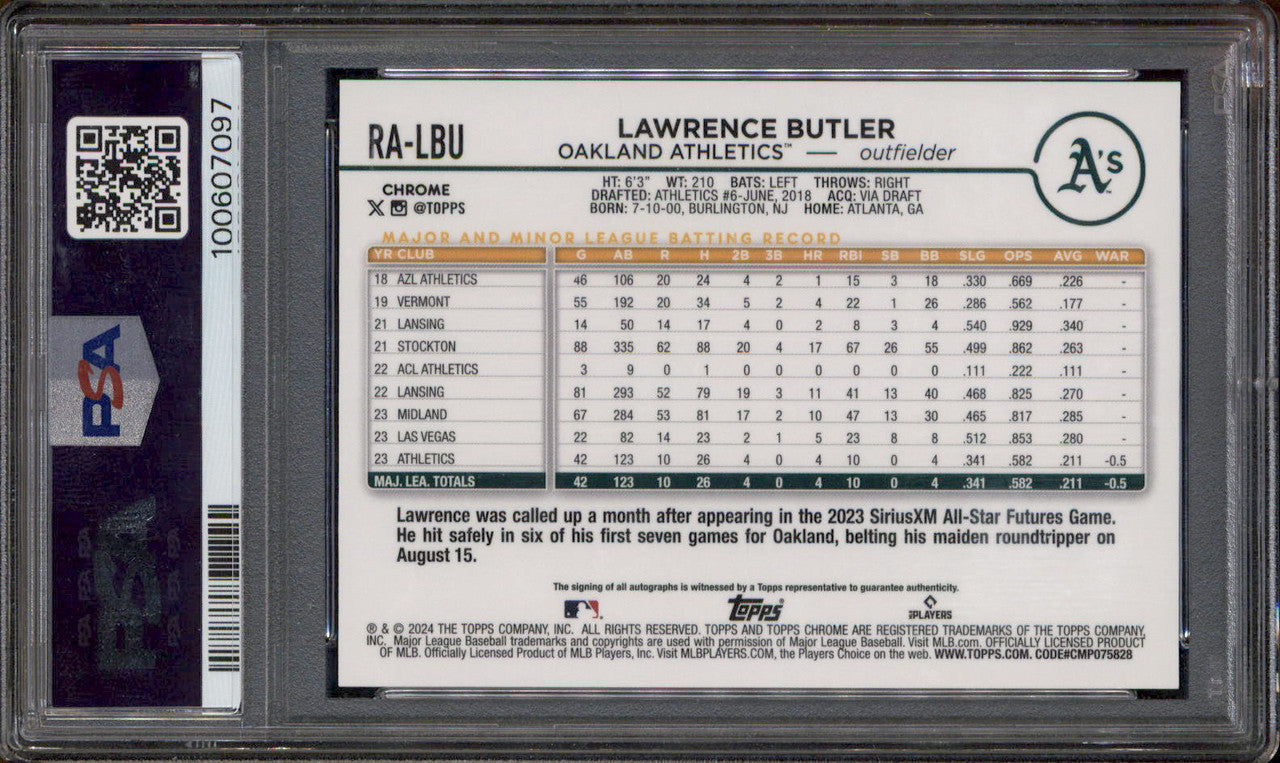 100607097
PSA
RA-LBU
LAWRENCE BUTLER
OAKLAND ATHLETICS™ — outfielder
A's
CHROME
@TOPPS
HT: 6'3" WT: 210 BATS: LEFT THROWS: RIGHT
DRAFTED: ATHLETICS #6-JUNE, 2018 ACQ: VIA DRAFT
BORN: 7-10-00, BURLINGTON, NJ HOME: ATLANTA, GA
MAJOR AND MINOR LEAGUE BATTING RECORD
YR CLUB G AB R H 2B 3B HR RBI SB BB SLG OPS AVG WAR
18 AZL ATHLETICS 46 106 20 24 4 2 1 15 3 18 .330 .669 .226 -
19 VERMONT 55 192 20 34 5 2 4 22 1 26 .286 .562 .177 -
21 LANSING 14 50 14 17 4 0 2 8 3 4 .540 .929 .340 -
21 STOCKTON 88 335 62 88 20 4 17 67 26 55 .499 .862 .263 -
22 ACL ATHLETICS 3 9 0 1 0 0 0 0 0 0 .111 .222 .111 -
22 LANSING 81 293 52 79 19 3 11 41 13 40 .468 .825 .270 -
23 MIDLAND 67 284 53 81 17 2 10 47 13 30 .465 .817 .285 -
23 LAS VEGAS 22 82 14 23 2 1 5 23 8 8 .512 .853 .280 -
23 ATHLETICS 42 123 10 26 4 0 4 10 0 4 .341 .582 .211 -0.5
MAJ. LEA. TOTALS 42 123 10 26 4 0 4 10 0 4 .341 .582 .211 -0.5
Lawrence was called up a month after appearing in the 2023 SiriusXM All-Star Futures Game.
He hit safely in six of his first seven games for Oakland, belting his maiden roundtripper on
August 15.
The signing of all autographs is witnessed by a Topps representative to guarantee authenticity.
Topps
PLAYERS
® & © 2024 THE TOPPS COMPANY, INC. ALL RIGHTS RESERVED. TOPPS AND TOPPS CHROME ARE REGISTERED TRADEMARKS OF THE TOPPS COMPANY,
INC. Major League Baseball trademarks and copyrights are used with permission of Major League Baseball. Visit MLB.com. OFFICIALLY LICENSED PRODUCT
OF MLB. Officially Licensed Product of MLB Players, Inc. Visit MLBPLAYERS.COM, the Players Choice on the web. WWW.TOPPS.COM. CODE#CMP075828